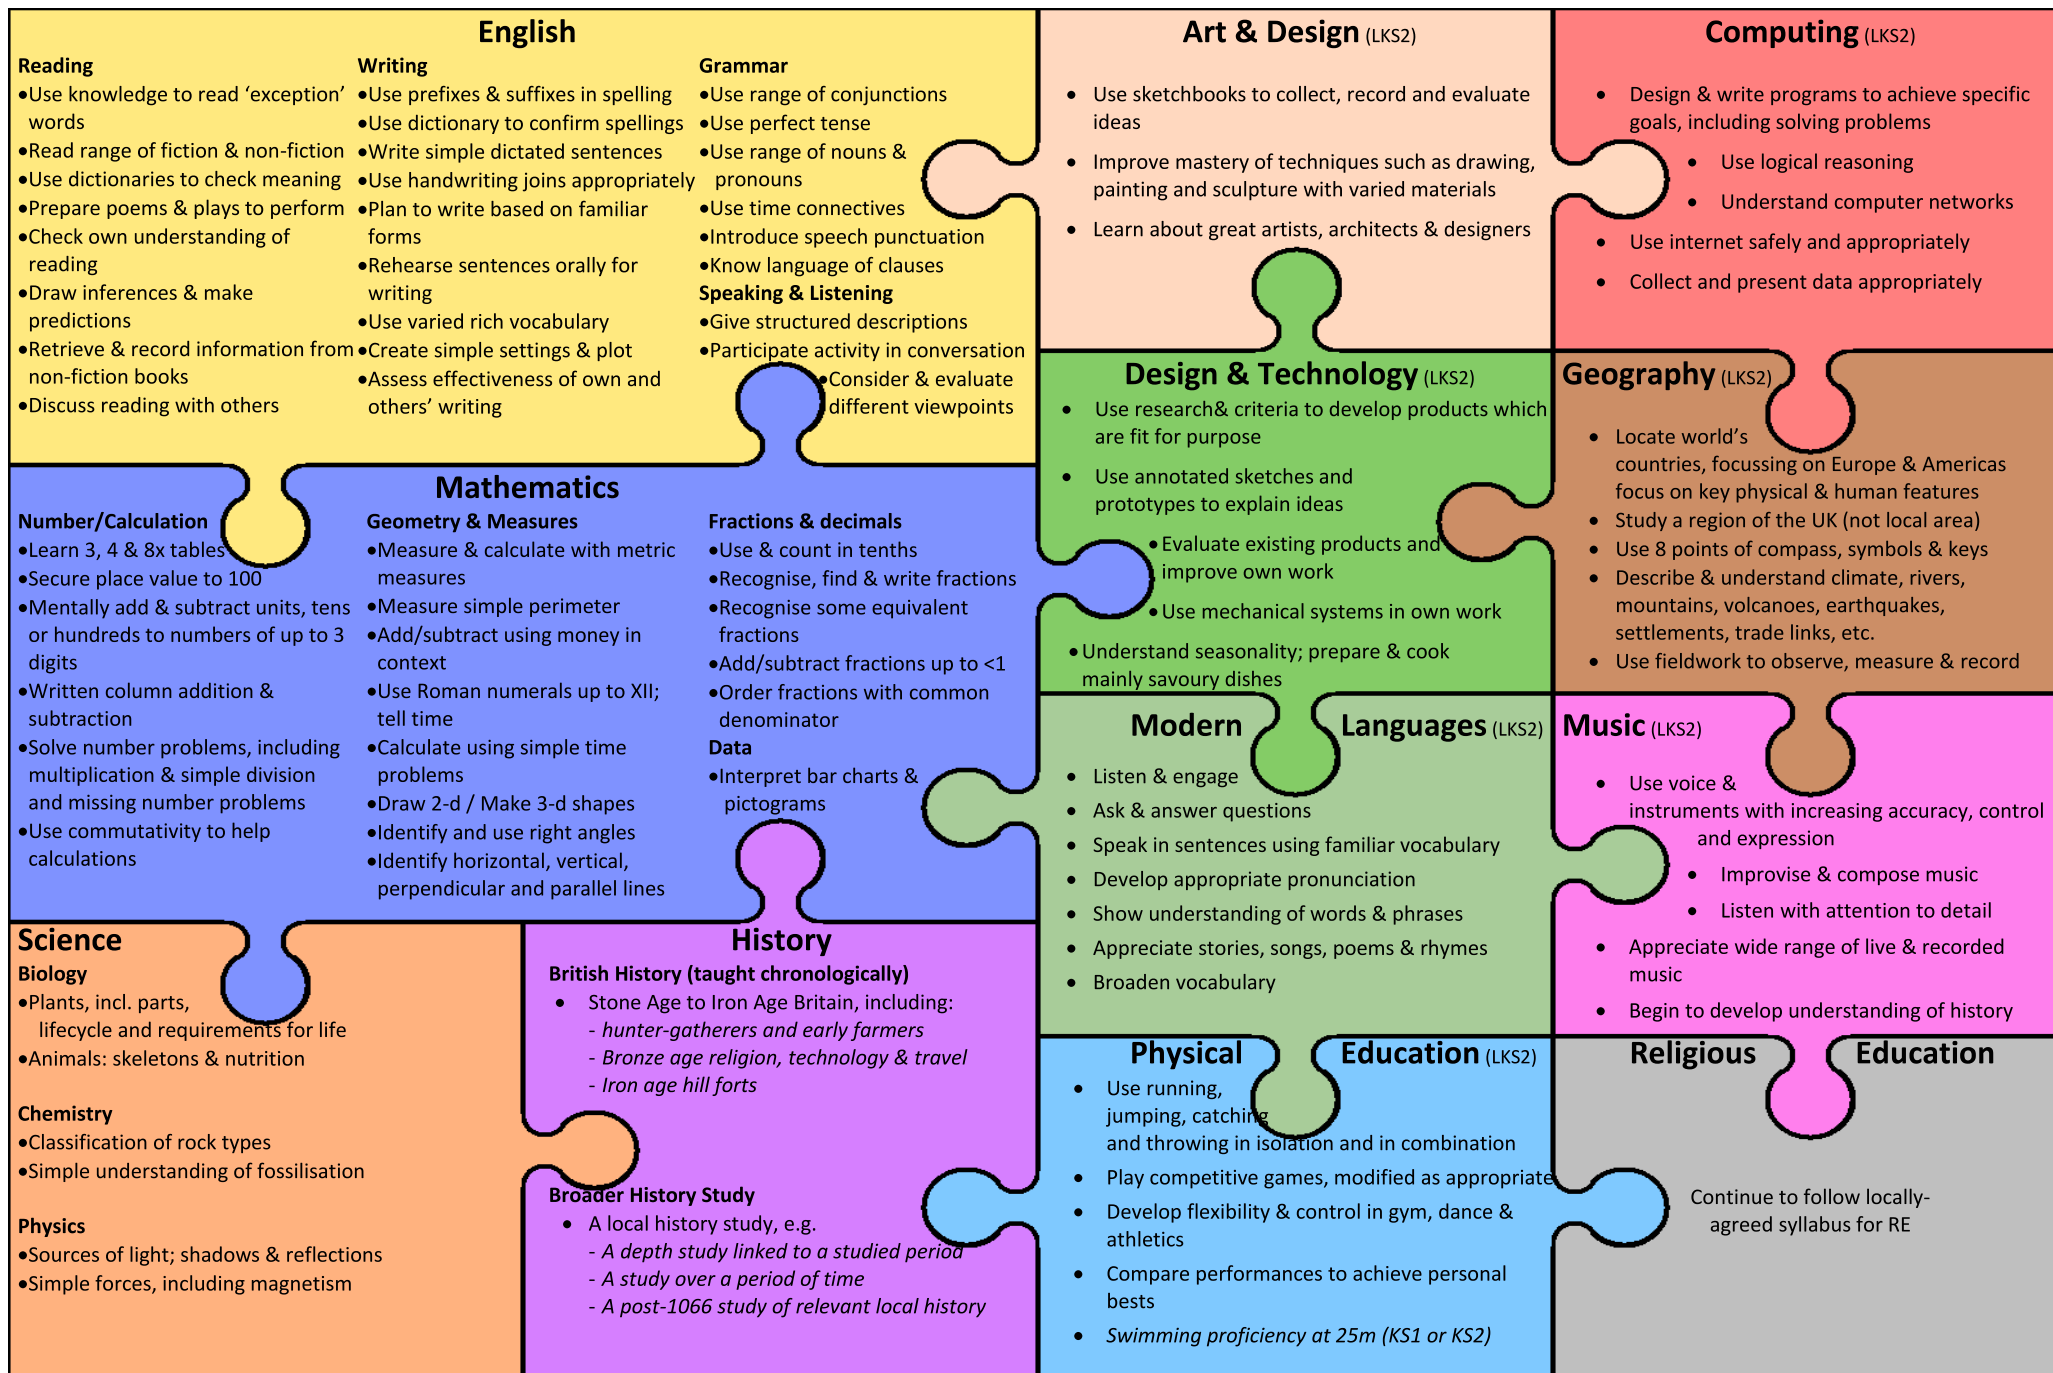 English
Reading
•Use knowledge to read ‘exception’
words
•Read range of fiction & non-fiction
•Use dictionaries to check meaning
•Prepare poems & plays to perform
•Check own understanding of
reading
•Draw inferences & make
predictions
•Retrieve & record information from
non-fiction books
•Discuss reading with others
Writing
•Use prefixes & suffixes in spelling
•Use dictionary to confirm spellings
•Write simple dictated sentences
•Use handwriting joins appropriately
•Plan to write based on familiar
forms
•Rehearse sentences orally for
writing
•Use varied rich vocabulary
•Create simple settings & plot
•Assess effectiveness of own and
others’ writing
Grammar
•Use range of conjunctions
•Use perfect tense
•Use range of nouns &
pronouns
•Use time connectives
•Introduce speech punctuation
•Know language of clauses
Speaking & Listening
•Give structured descriptions
•Participate activity in conversation
•Consider & evaluate
different viewpoints
Art & Design (LKS2)
• Use sketchbooks to collect, record and evaluate
ideas
• Improve mastery of techniques such as drawing,
painting and sculpture with varied materials
• Learn about great artists, architects & designers
Computing (LKS2)
• Design & write programs to achieve specific
goals, including solving problems
• Use logical reasoning
• Understand computer networks
• Use internet safely and appropriately
• Collect and present data appropriately
Mathematics
Number/Calculation
•Learn 3, 4 & 8x tables
•Secure place value to 100
•Mentally add & subtract units, tens
or hundreds to numbers of up to 3
digits
•Written column addition &
subtraction
•Solve number problems, including
multiplication & simple division
and missing number problems
•Use commutativity to help
calculations
Geometry & Measures
•Measure & calculate with metric
measures
•Measure simple perimeter
•Add/subtract using money in
context
•Use Roman numerals up to XII;
tell time
•Calculate using simple time
problems
•Draw 2-d / Make 3-d shapes
•Identify and use right angles
•Identify horizontal, vertical,
perpendicular and parallel lines
Fractions & decimals
•Use & count in tenths
•Recognise, find & write fractions
•Recognise some equivalent
fractions
•Add/subtract fractions up to <1
•Order fractions with common
denominator
Data
•Interpret bar charts &
pictograms
Design & Technology (LKS2)
• Use research& criteria to develop products which
are fit for purpose
• Use annotated sketches and
prototypes to explain ideas
•Evaluate existing products and
improve own work
•Use mechanical systems in own work
•Understand seasonality; prepare & cook
mainly savoury dishes
Geography (LKS2)
• Locate world’s
countries, focussing on Europe & Americas
focus on key physical & human features
• Study a region of the UK (not local area)
• Use 8 points of compass, symbols & keys
• Describe & understand climate, rivers,
mountains, volcanoes, earthquakes,
settlements, trade links, etc.
• Use fieldwork to observe, measure & record
Modern Languages (LKS2)
• Listen & engage
• Ask & answer questions
• Speak in sentences using familiar vocabulary
• Develop appropriate pronunciation
• Show understanding of words & phrases
• Appreciate stories, songs, poems & rhymes
• Broaden vocabulary
Music (LKS2)
• Use voice &
instruments with increasing accuracy, control
and expression
• Improvise & compose music
• Listen with attention to detail
• Appreciate wide range of live & recorded
music
• Begin to develop understanding of history
Science
Biology
•Plants, incl. parts,
lifecycle and requirements for life
•Animals: skeletons & nutrition
Chemistry
•Classification of rock types
•Simple understanding of fossilisation
Physics
•Sources of light; shadows & reflections
•Simple forces, including magnetism
History
British History (taught chronologically)
• Stone Age to Iron Age Britain, including:
- hunter-gatherers and early farmers
- Bronze age religion, technology & travel
- Iron age hill forts
Broader History Study
• A local history study, e.g.
- A depth study linked to a studied period
- A study over a period of time
- A post-1066 study of relevant local history
Physical Education (LKS2)
• Use running,
jumping, catching
and throwing in isolation and in combination
• Play competitive games, modified as appropriate
• Develop flexibility & control in gym, dance &
athletics
• Compare performances to achieve personal
bests
• Swimming proficiency at 25m (KS1 or KS2)
Religious Education
Continue to follow locally-
agreed syllabus for RE